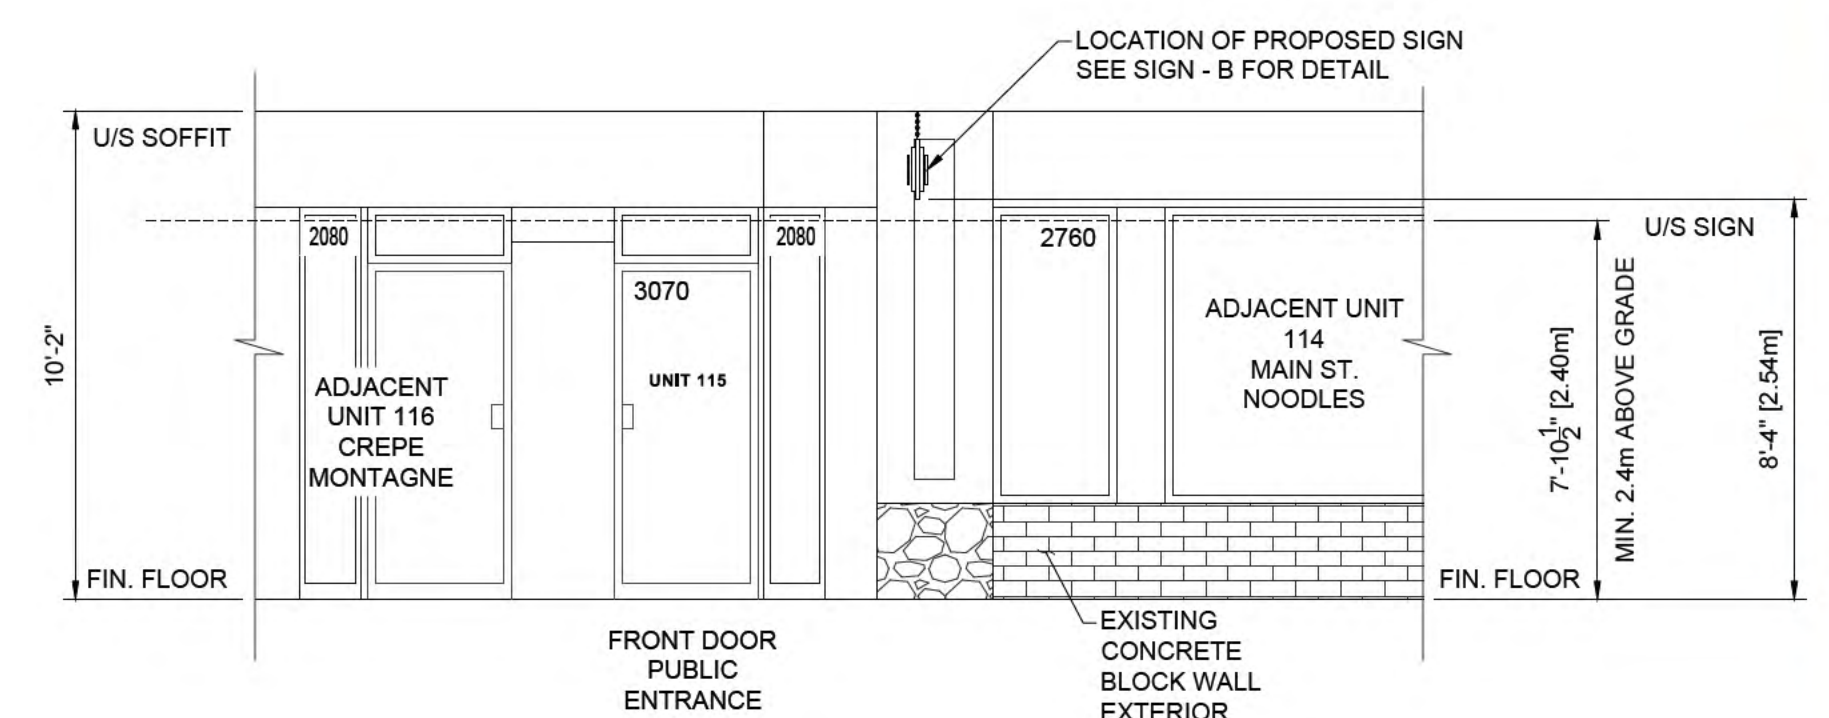 LOCATION OF PROPOSED SIGN
SEE SIGN - B FOR DETAIL
U/S SOFFIT
10'-2"
2080
2080
2760
U/S SIGN
3070
UNIT 115
ADJACENT
UNIT 116
CREPE
MONTAGNE
ADJACENT UNIT
114
MAIN ST.
NOODLES
7'-10 1/2" [2.40m]
MIN. 2.4m ABOVE GRADE
8'-4" [2.54m]
FIN. FLOOR
FIN. FLOOR
FRONT DOOR
PUBLIC
ENTRANCE
EXISTING
CONCRETE
BLOCK WALL
EXTERIOR